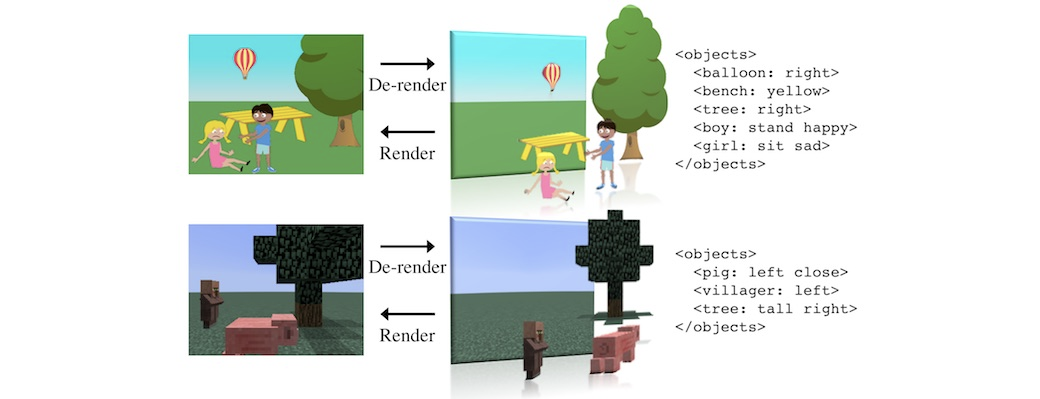 De-render
Render
<objects>
<balloon: right>
<bench: yellow>
<tree: right>
<boy: stand happy>
<girl: sit sad>
</objects>
De-render
Render
<objects>
<pig: left close>
<villager: left>
<tree: tall right>
</objects>